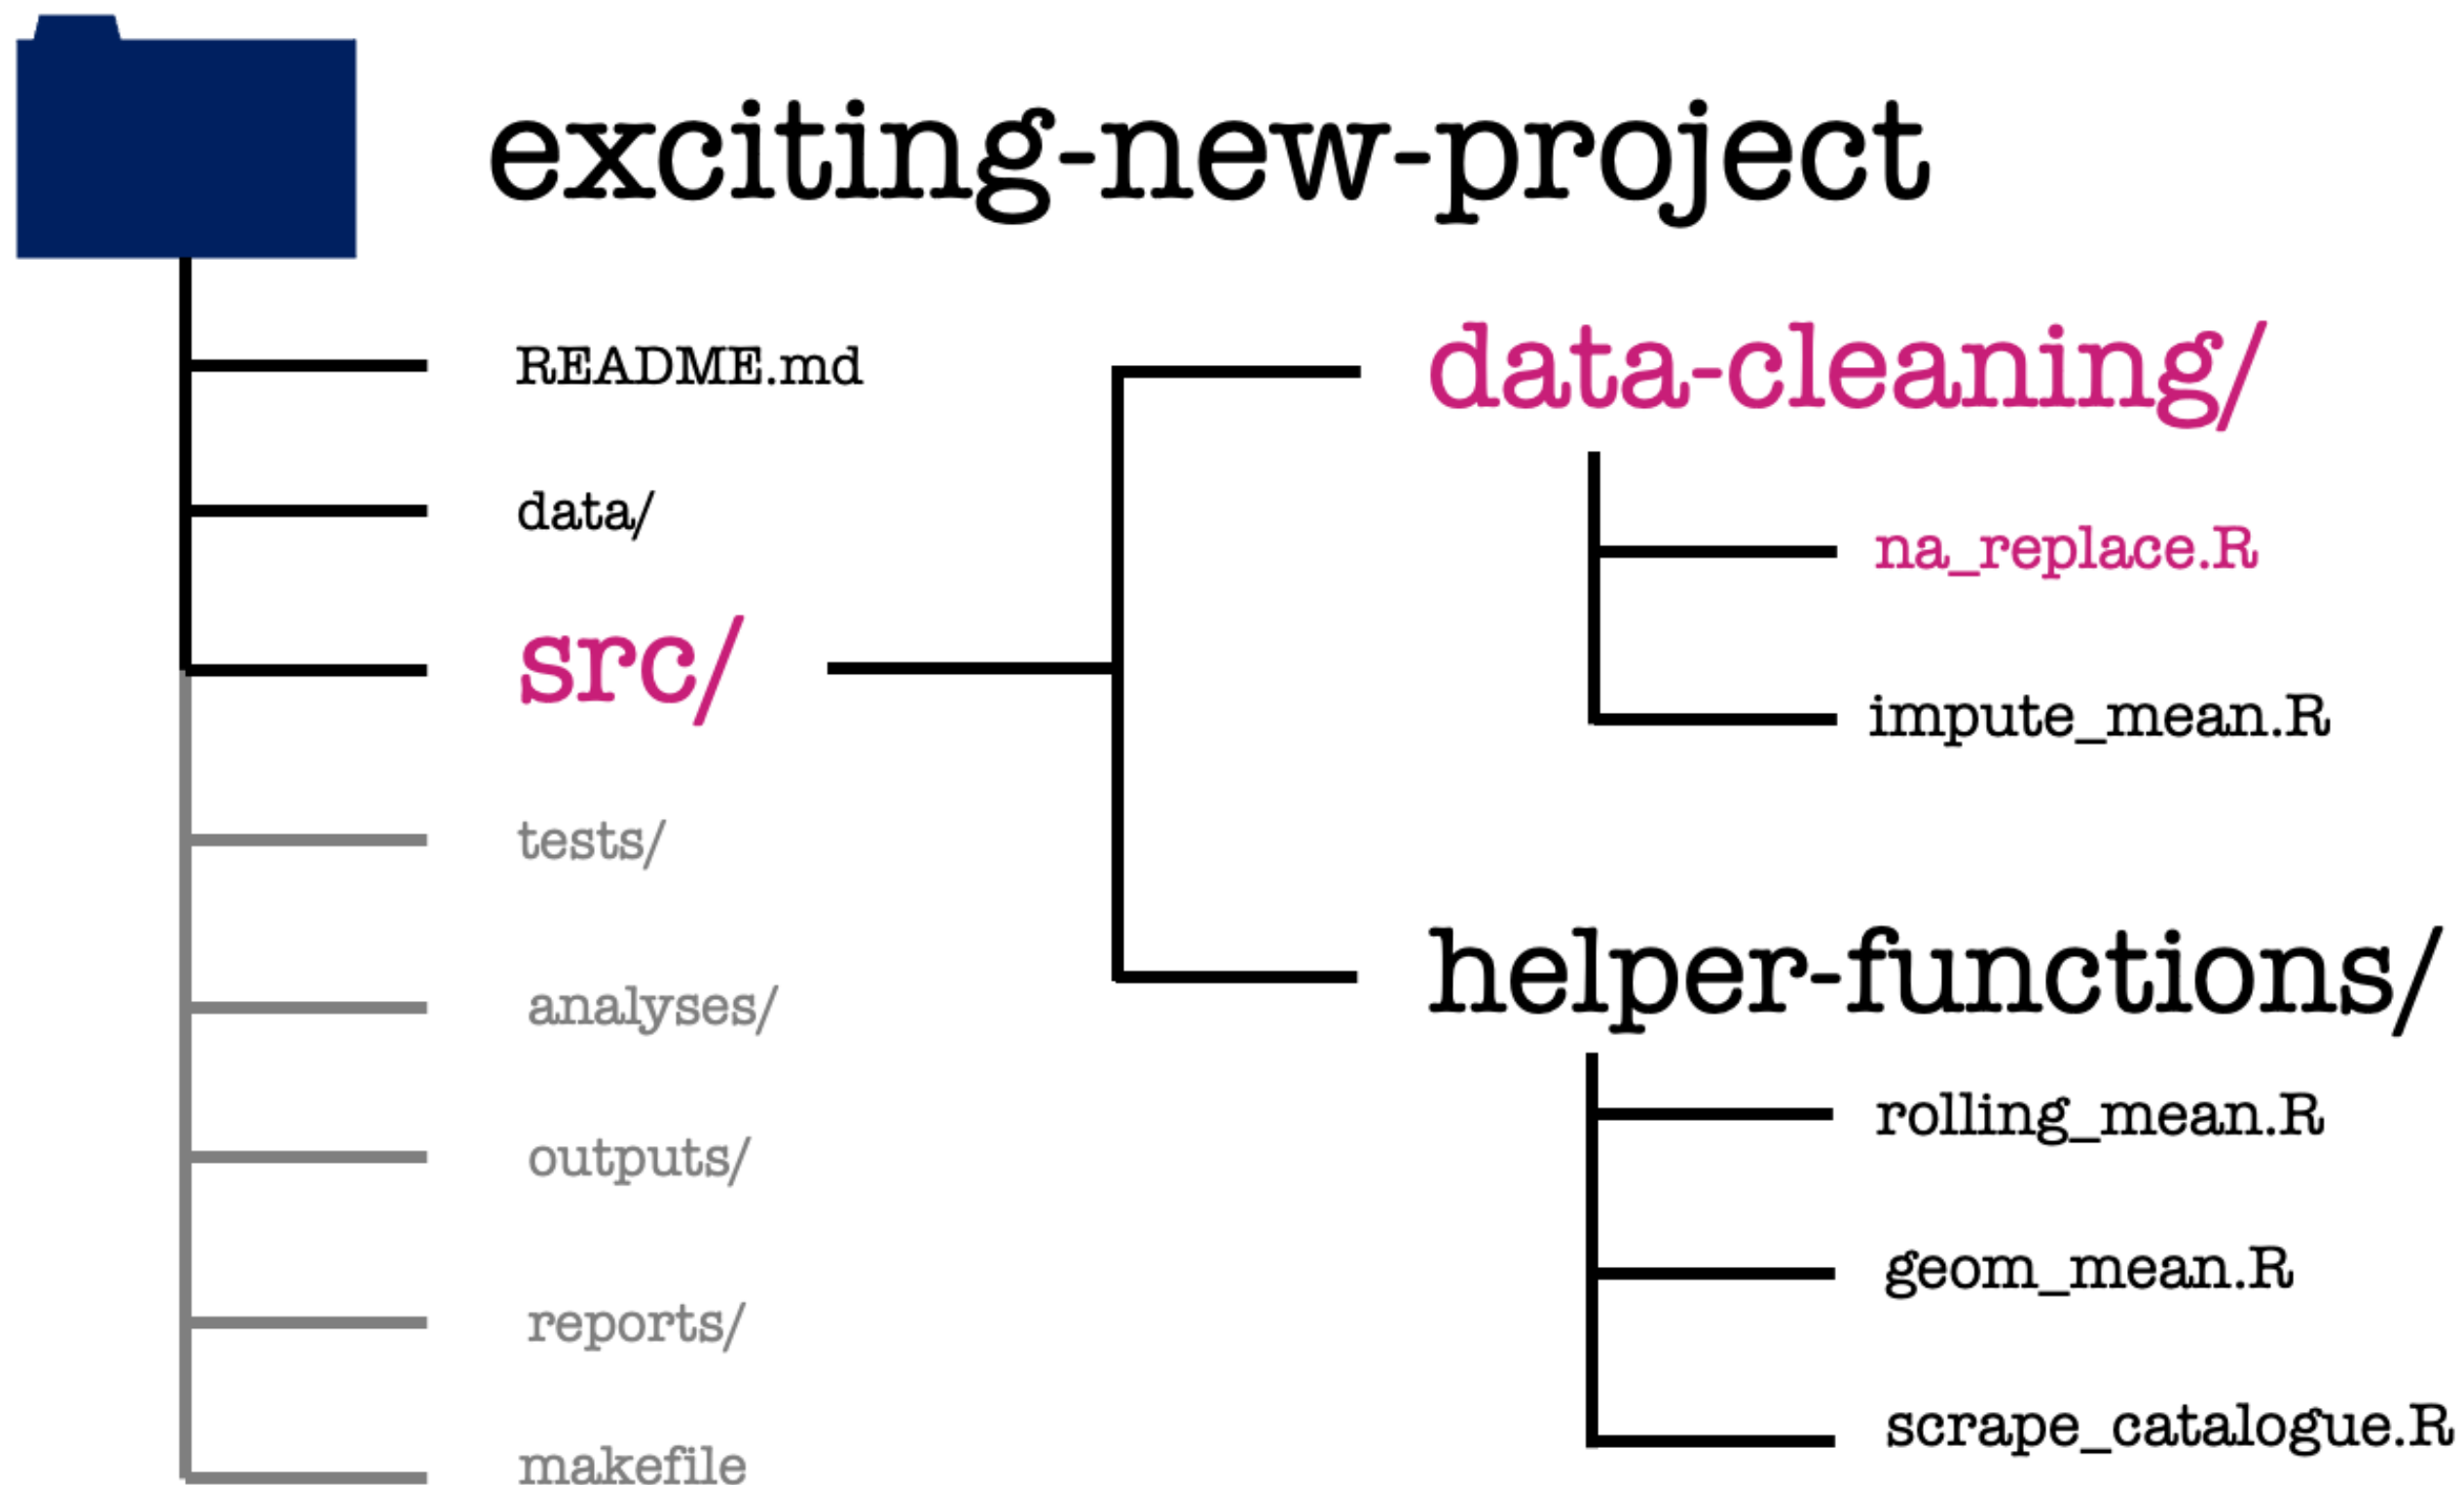 exciting-new-project
README.md
data/
src/
tests/
analyses/
outputs/
reports/
makefile
data-cleaning/
na_replace.R
impute_mean.R
helper-functions/
rolling_mean.R
geom_mean.R
scrape_catalogue.R